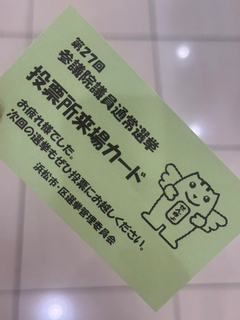 第27回
参議院議員通常選挙
投票所来場カード
お疲れ様でした。
次回の選挙もぜひ投票にお越しください。
浜松市・区選挙管理委員会